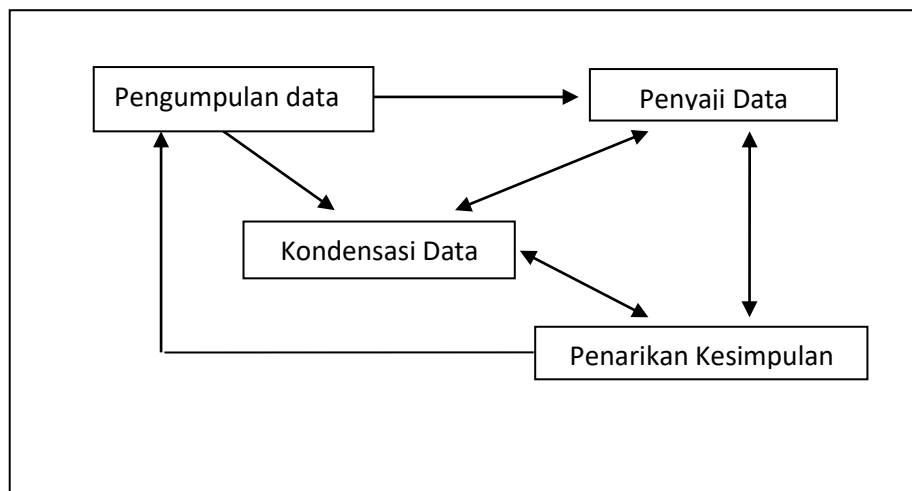 Pengumpulan data
Penyaji Data
Kondensasi Data
Penarikan Kesimpulan